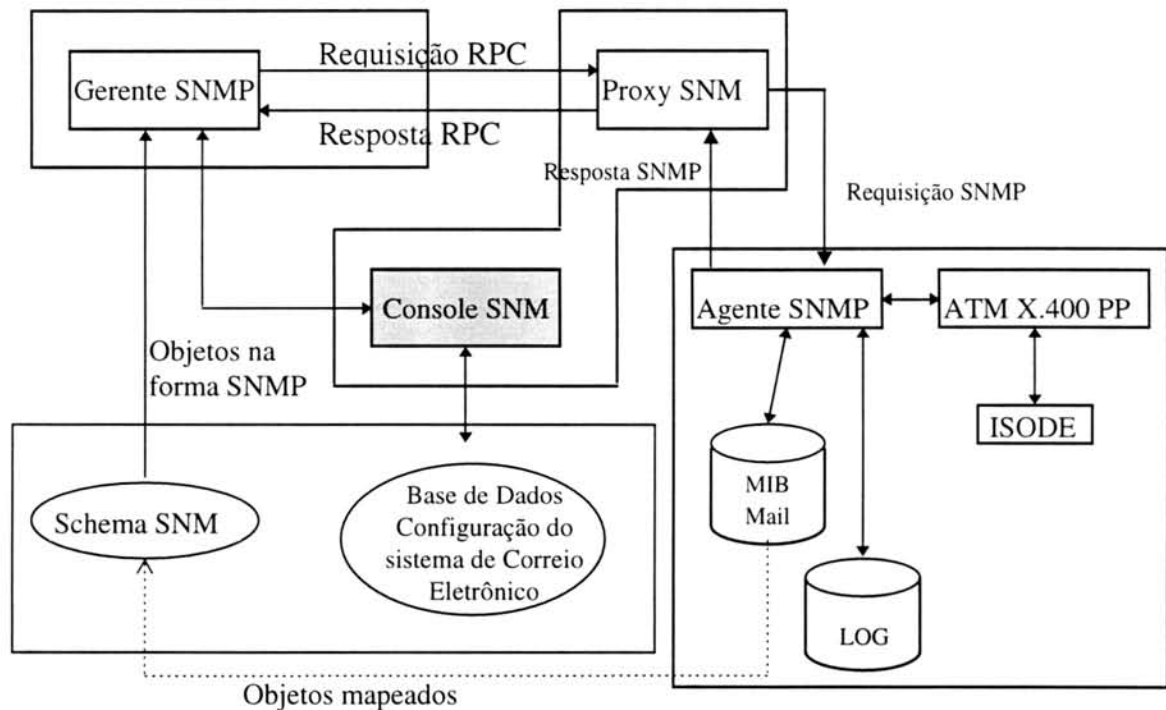 Requisição RPC
Gerente SNMP
Proxy SNM
Resposta RPC
Resposta SNMP
Requisição SNMP
Console SNM
Agente SNMP
ATM X.400 PP
Objetos na
forma SNMP
ISODE
Schema SNM
Base de Dados
Configuração do
sistema de Correio
Eletrônico
MIB
Mail
LOG
Objetos mapeados